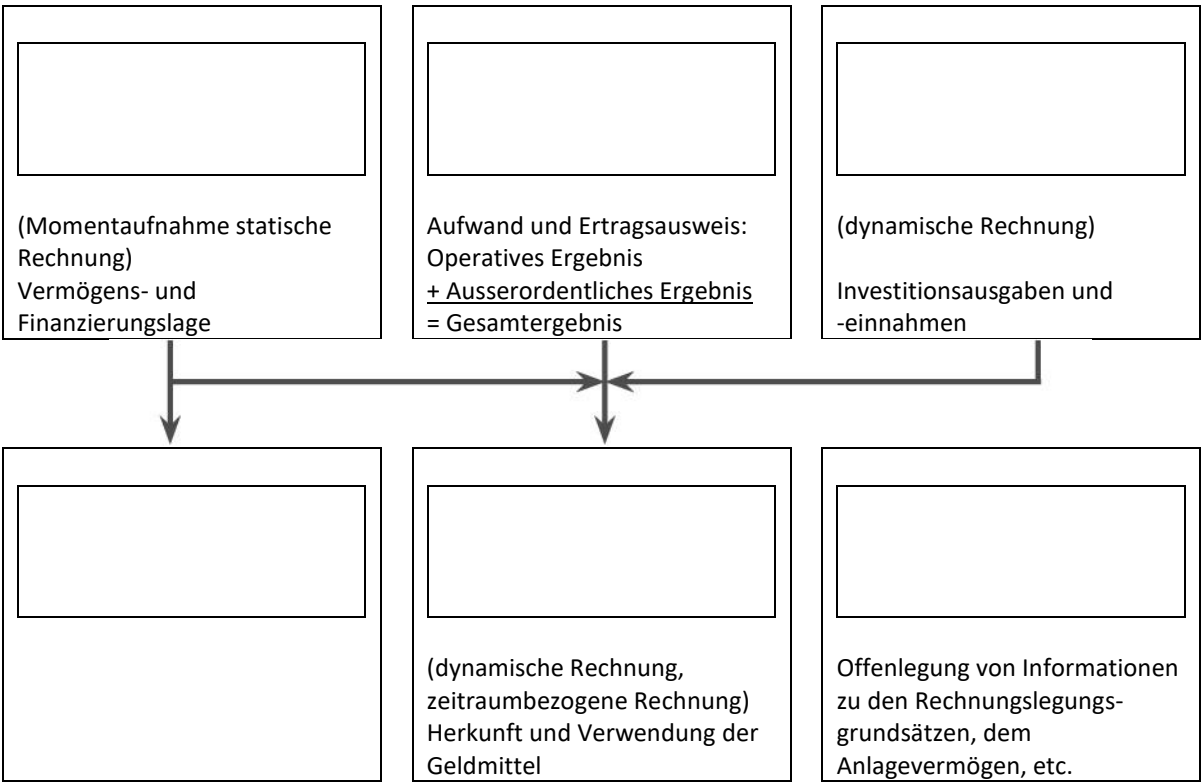 (Momentaufnahme statische
Rechnung)
Vermögens- und
Finanzierungslage
Aufwand und Ertragsausweis:
Operatives Ergebnis
+ Ausserordentliches Ergebnis
= Gesamtergebnis
(dynamische Rechnung)
Investitionsausgaben und
-einnahmen
(dynamische Rechnung,
zeitraumbezogene Rechnung)
Herkunft und Verwendung der
Geldmittel
Offenlegung von Informationen
zu den Rechnungslegungs-
grundsätzen, dem
Anlagevermögen, etc.